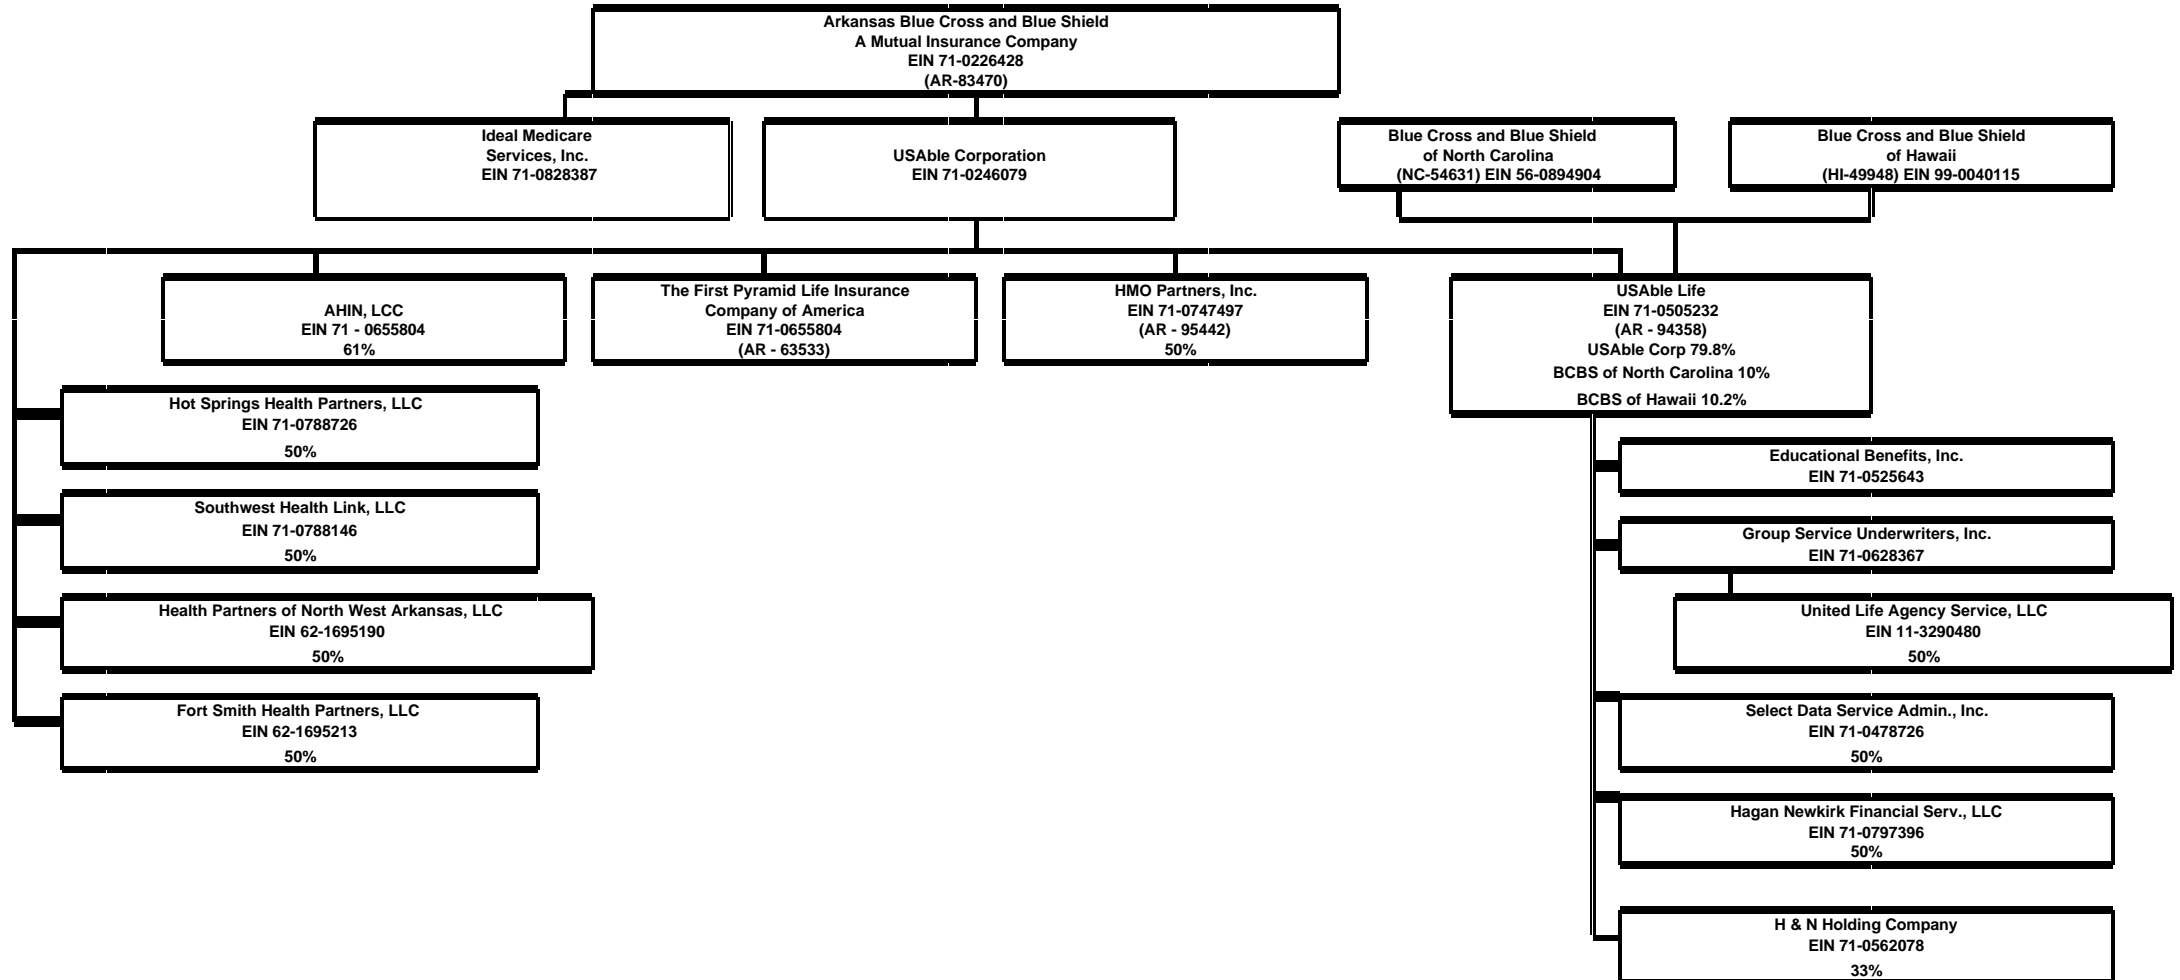 Arkansas Blue Cross and Blue Shield
A Mutual Insurance Company
EIN 71-0226428
(AR-83470)
Ideal Medicare
Services, Inc.
EIN 71-0828387
USAble Corporation
EIN 71-0246079
Blue Cross and Blue Shield
of North Carolina
(NC-54631) EIN 56-0894904
Blue Cross and Blue Shield
of Hawaii
(HI-49948) EIN 99-0040115
AHIN, LCC
EIN 71 - 0655804
61%
The First Pyramid Life Insurance
Company of America
EIN 71-0655804
(AR - 63533)
HMO Partners, Inc.
EIN 71-0747497
(AR - 95442)
50%
USAble Life
EIN 71-0505232
(AR - 94358)
USAble Corp 79.8%
BCBS of North Carolina 10%
BCBS of Hawaii 10.2%
Hot Springs Health Partners, LLC
EIN 71-0788726
50%
Southwest Health Link, LLC
EIN 71-0788146
50%
Health Partners of North West Arkansas, LLC
EIN 62-1695190
50%
Fort Smith Health Partners, LLC
EIN 62-1695213
50%
Educational Benefits, Inc.
EIN 71-0525643
Group Service Underwriters, Inc.
EIN 71-0628367
United Life Agency Service, LLC
EIN 11-3290480
50%
Select Data Service Admin., Inc.
EIN 71-0478726
50%
Hagan Newkirk Financial Serv., LLC
EIN 71-0797396
50%
H & N Holding Company
EIN 71-0562078
33%